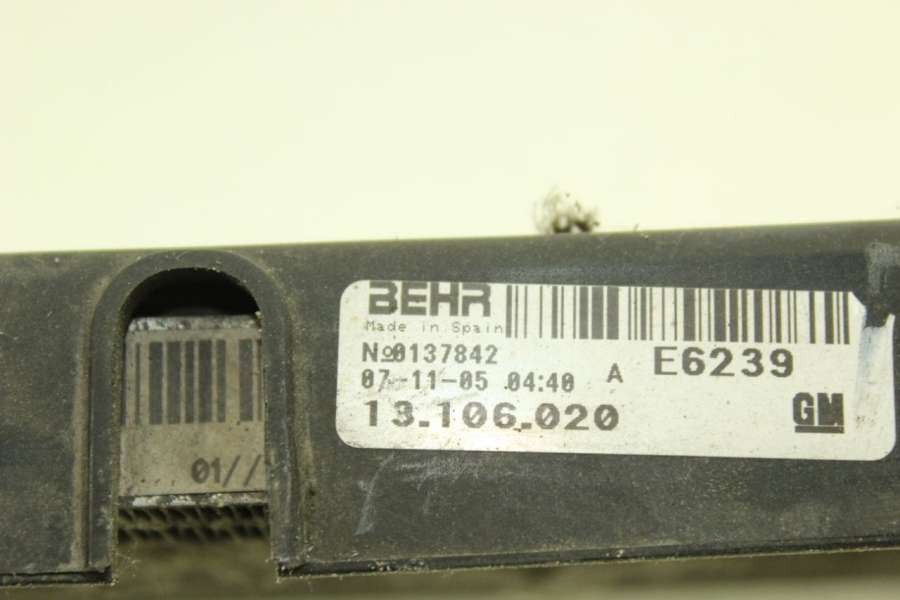 BEHR
Made in Spain
№0137842
07-11-05 04:40 A E6239
13.106.020
GM
01//